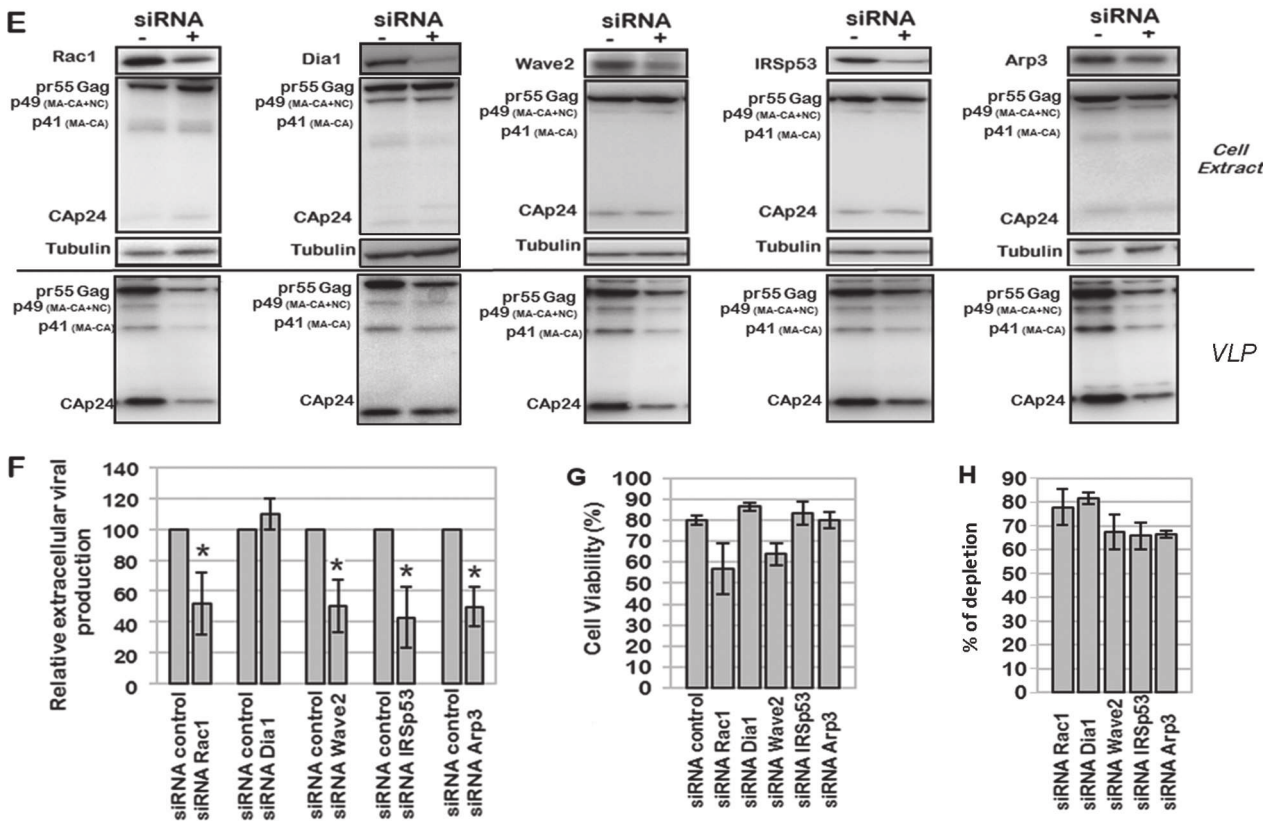 E
siRNA
- +
Rac1
pr55 Gag
p49 (MA-CA+NC)
p41 (MA-CA)
CAp24
Tubulin
pr55 Gag
p49 (MA-CA+NC)
p41 (MA-CA)
CAp24
siRNA
- +
Dia1
pr55 Gag
p49 (MA-CA+NC)
p41 (MA-CA)
CAp24
Tubulin
pr55 Gag
p49 (MA-CA+NC)
p41 (MA-CA)
CAp24
siRNA
- +
Wave2
pr55 Gag
p49 (MA-CA+NC)
p41 (MA-CA)
CAp24
Tubulin
pr55 Gag
p49 (MA-CA+NC)
p41 (MA-CA)
CAp24
siRNA
- +
IRSp53
pr55 Gag
p49 (MA-CA+NC)
p41 (MA-CA)
CAp24
Tubulin
pr55 Gag
p49 (MA-CA+NC)
p41 (MA-CA)
CAp24
siRNA
- +
Arp3
pr55 Gag
p49 (MA-CA+NC)
p41 (MA-CA)
CAp24
Tubulin
pr55 Gag
p49 (MA-CA+NC)
p41 (MA-CA)
CAp24
Cell
Extract
VLP
F
Relative extracellular viral
production
140
120
100
80
60
40
20
0
*
*
*
*
siRNA control
siRNA Rac1
siRNA control
siRNA Dia1
siRNA control
siRNA Wave2
siRNA control
siRNA IRSp53
siRNA control
siRNA Arp3
G
Cell Viability (%)
100
90
80
70
60
50
40
30
20
10
0
siRNA control
siRNA Rac1
siRNA Dia1
siRNA Wave2
siRNA IRSp53
siRNA Arp3
H
% of depletion
90
80
70
60
50
40
30
20
10
0
siRNA Rac1
siRNA Dia1
siRNA Wave2
siRNA IRSp53
siRNA Arp3